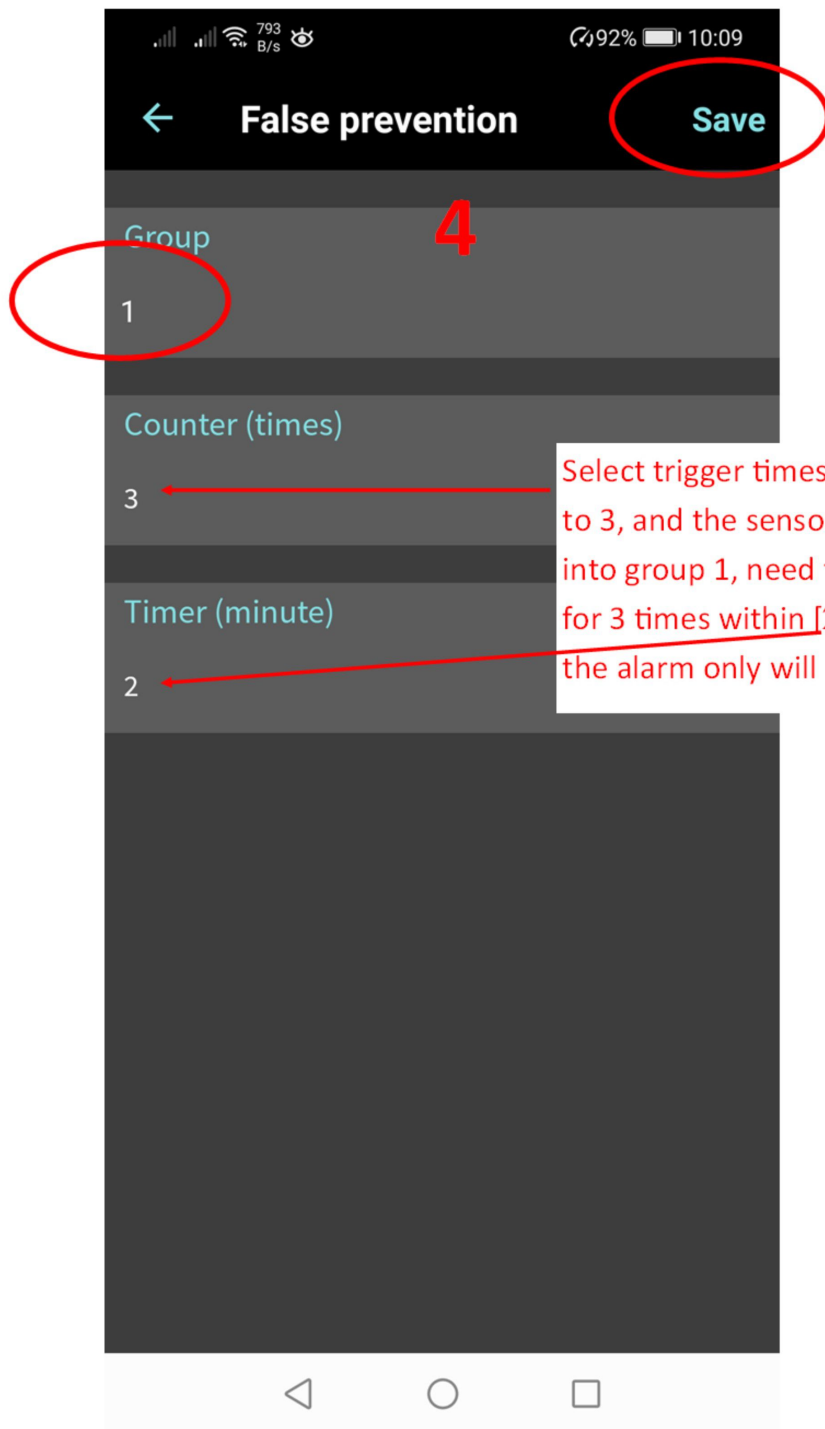 793
B/s
92%
10:09
False prevention
Save
4
Group
1
Counter (times)
3
Select trigger times
to 3, and the senso
into group 1, need
for 3 times within [2
the alarm only will
Timer (minute)
2